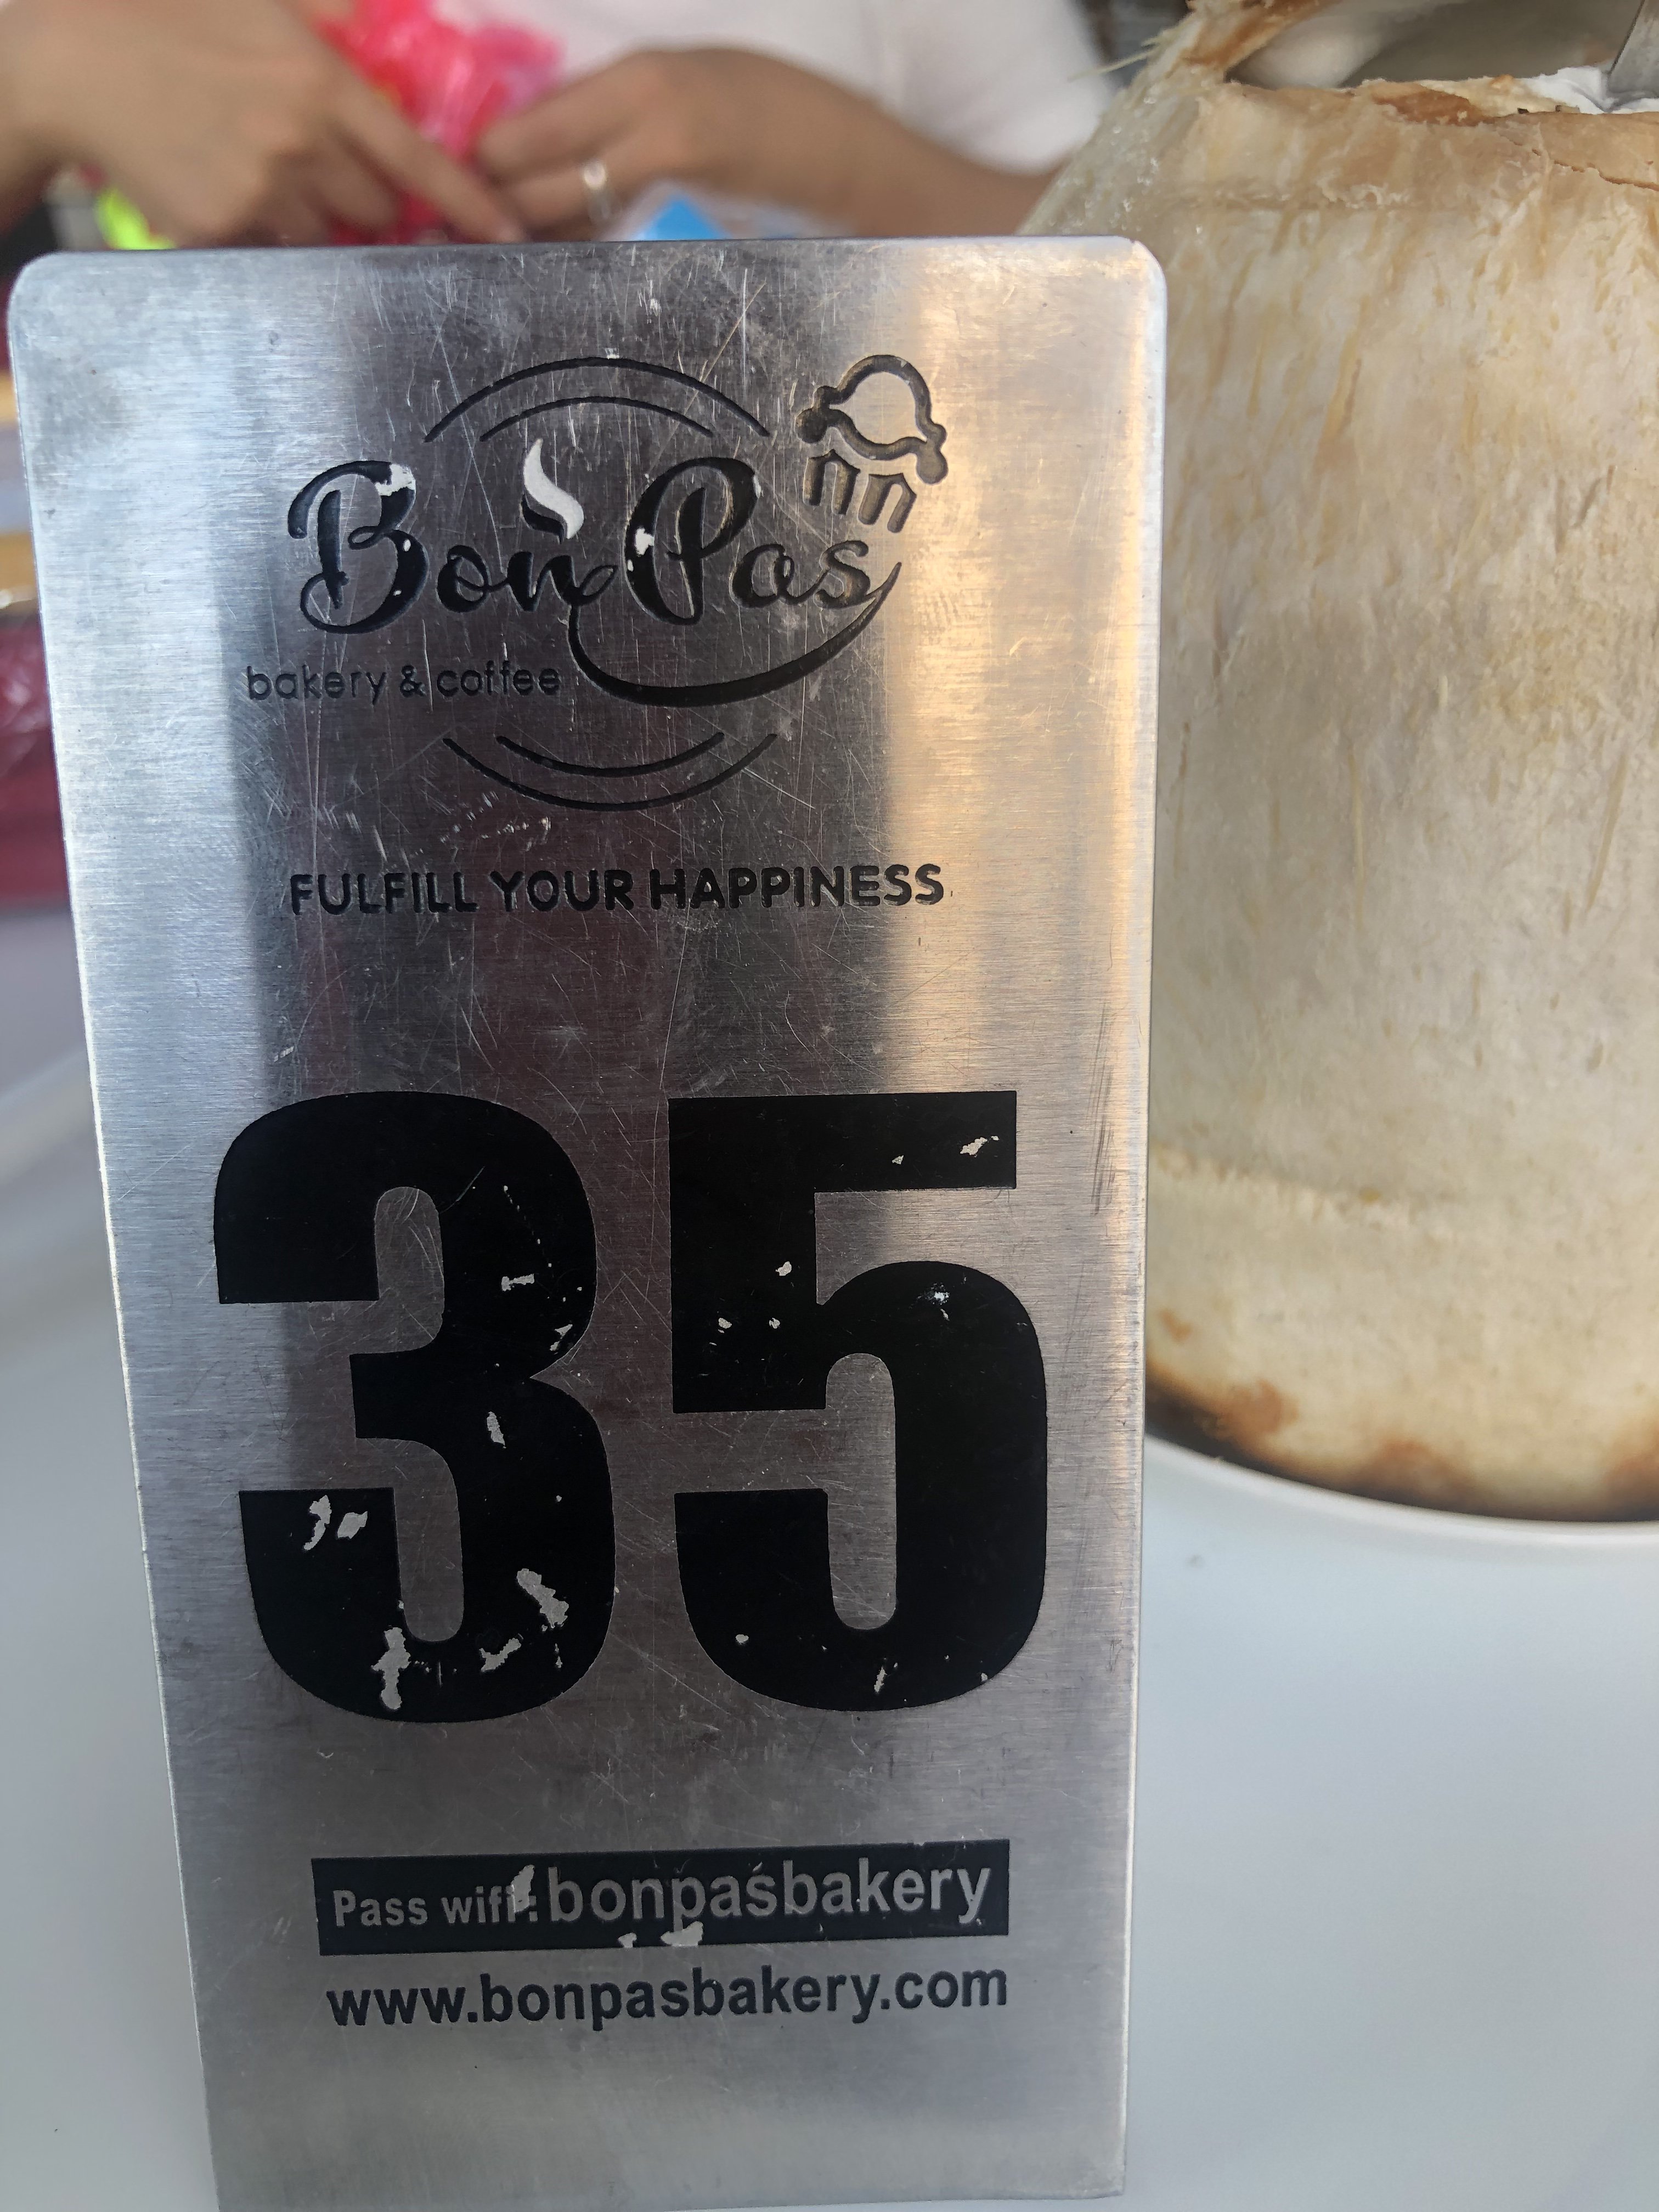 BonPas
bakery & coffee
FULFILL YOUR HAPPINESS
35
Pass wifi: bonpasbakery
www.bonpasbakery.com